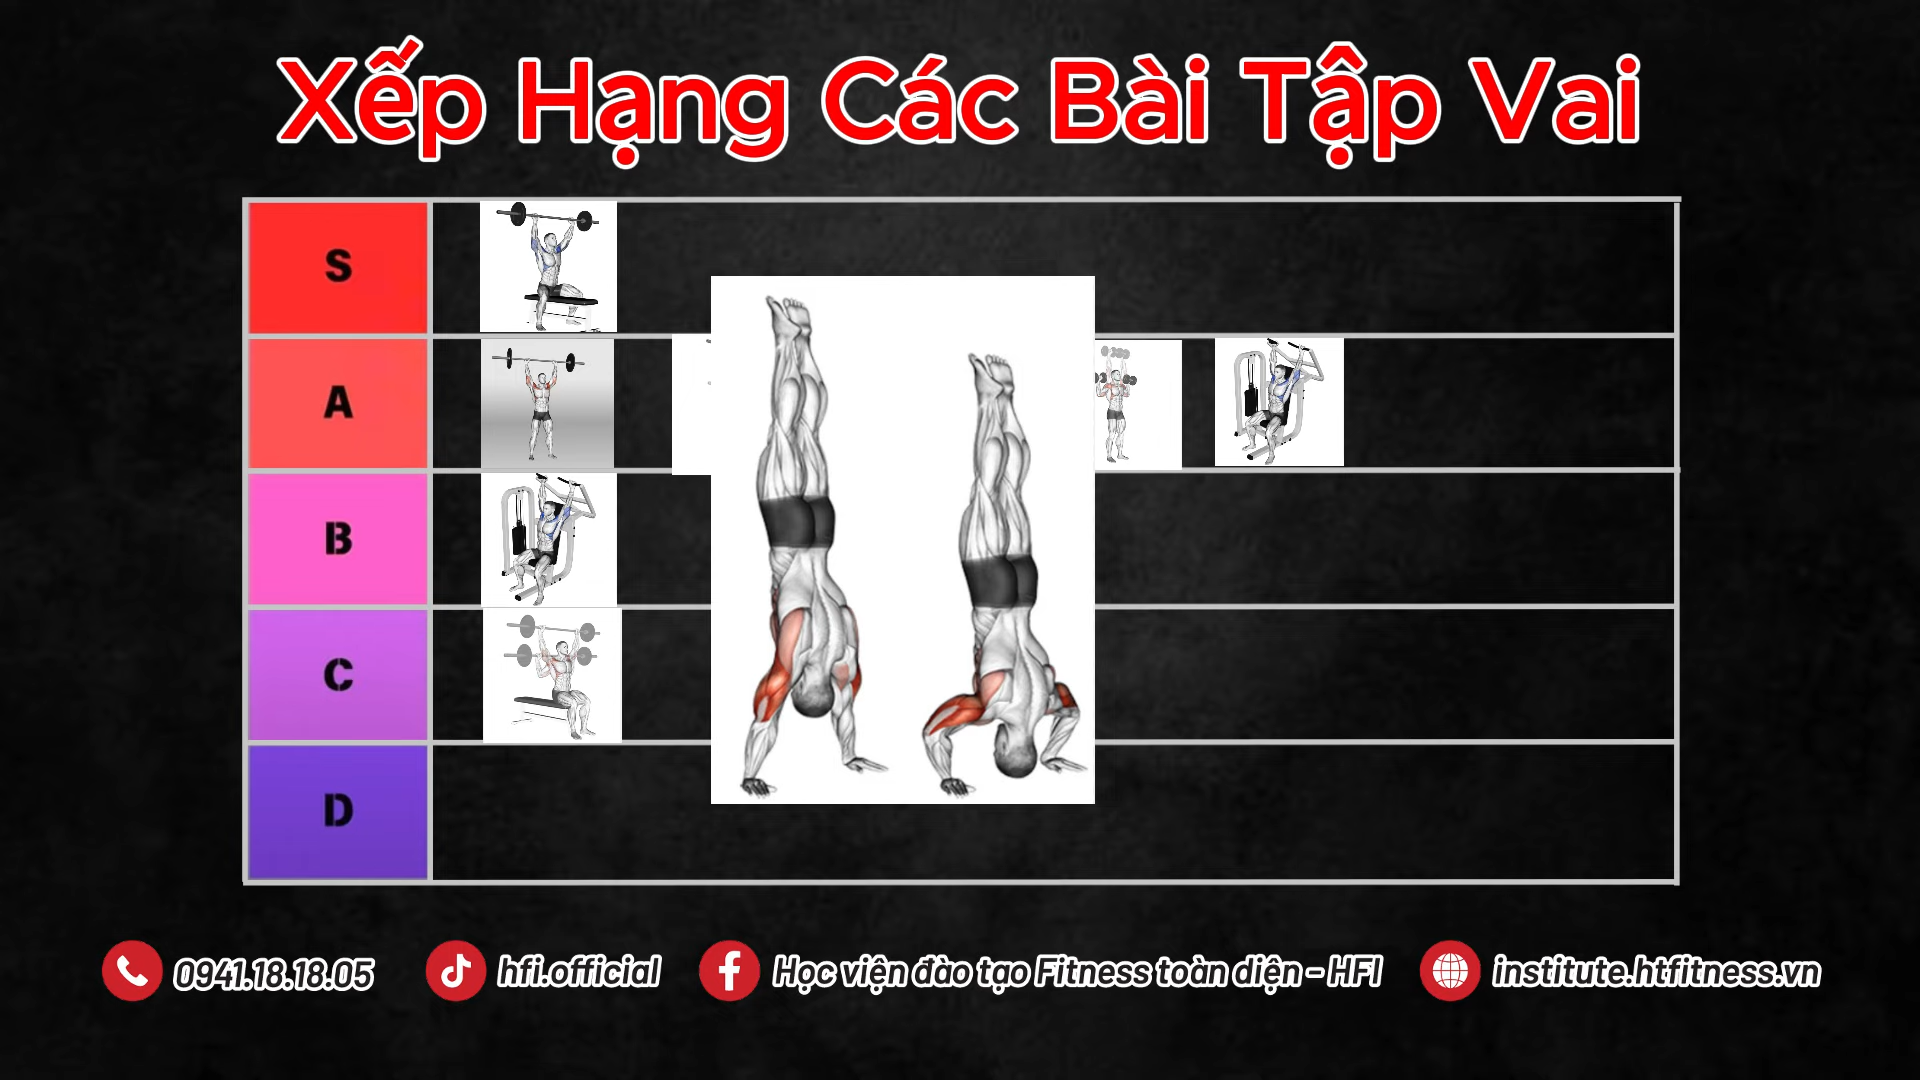 Xếp Hạng Các Bài Tập Vai
S
A
B
C
D
0941.18.18.05
hfi.official
Học viện đào tạo Fitness toàn diện - HFI
institute.htfitness.vn